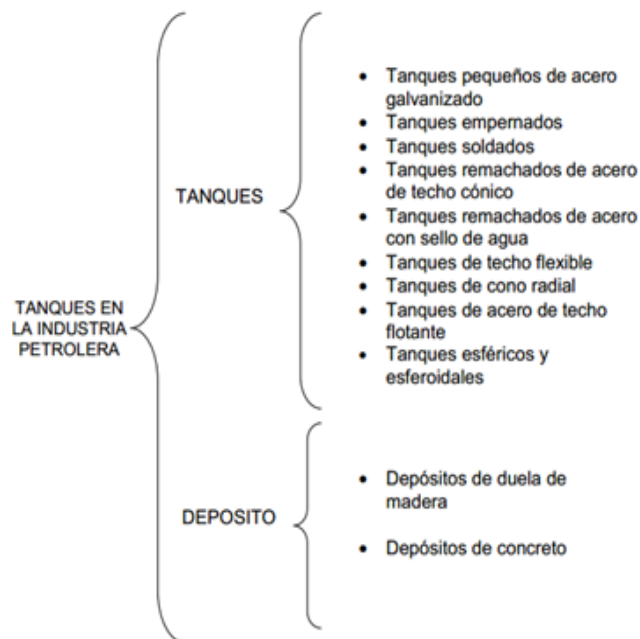 TANQUES EN
LA INDUSTRIA
PETROLERA
TANQUES
• Tanques pequeños de acero
galvanizado
• Tanques empernados
• Tanques soldados
• Tanques remachados de acero
de techo cónico
• Tanques remachados de acero
con sello de agua
• Tanques de techo flexible
• Tanques de cono radial
• Tanques de acero de techo
flotante
• Tanques esféricos y
esferoidales
DEPOSITO
• Depósitos de duela de
madera
• Depósitos de concreto